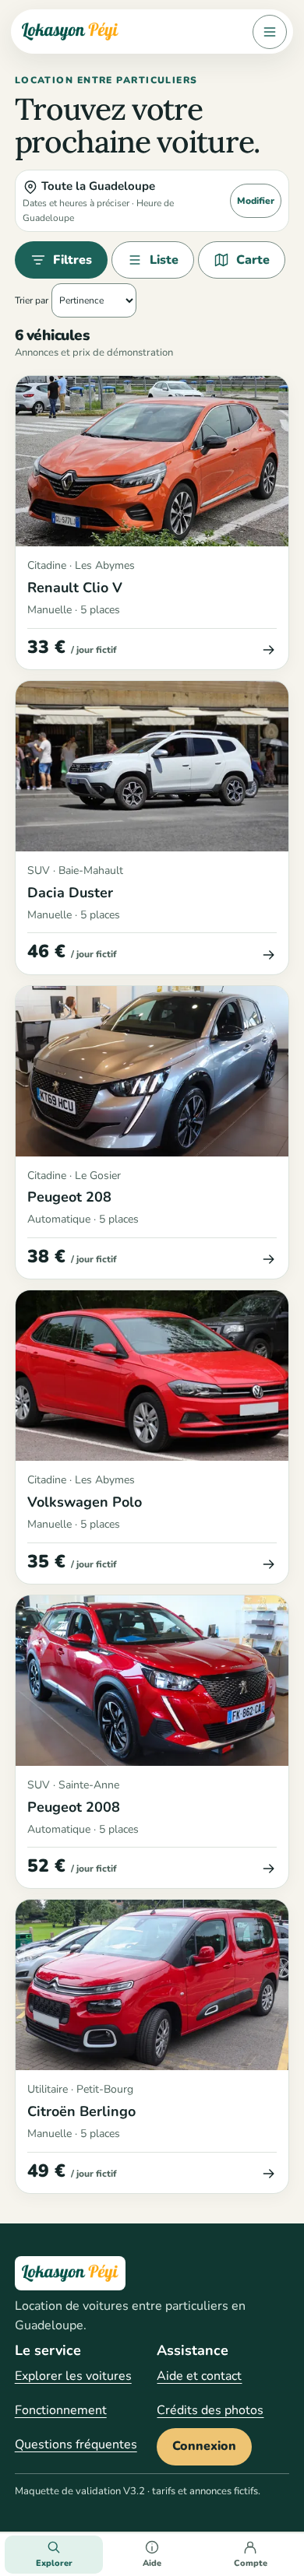 Lokasyon Péyi
LOCATION ENTRE PARTICULIERS
Trouvez votre
prochaine voiture.
Toute la Guadeloupe
Dates et heures à préciser · Heure de
Guadeloupe
Modifier
Filtres
Liste
Carte
Trier par
Pertinence
6 véhicules
Annonces et prix de démonstration
GL-577LF
Citadine · Les Abymes
Renault Clio V
Manuelle · 5 places
33 € / jour fictif
SUV · Baie-Mahault
Dacia Duster
Manuelle · 5 places
46 € / jour fictif
KT69 HCU
Citadine · Le Gosier
Peugeot 208
Automatique · 5 places
38 € / jour fictif
Citadine · Les Abymes
Volkswagen Polo
Manuelle · 5 places
35 € / jour fictif
FX-862-CA
SUV · Sainte-Anne
Peugeot 2008
Automatique · 5 places
52 € / jour fictif
Utilitaire · Petit-Bourg
Citroën Berlingo
Manuelle · 5 places
49 € / jour fictif
Lokasyon Péyi
Location de voitures entre particuliers en
Guadeloupe.
Le service
Explorer les voitures
Fonctionnement
Questions fréquentes
Assistance
Aide et contact
Crédits des photos
Connexion
Maquette de validation V3.2 · tarifs et annonces fictifs.
Explorer
Aide
Compte